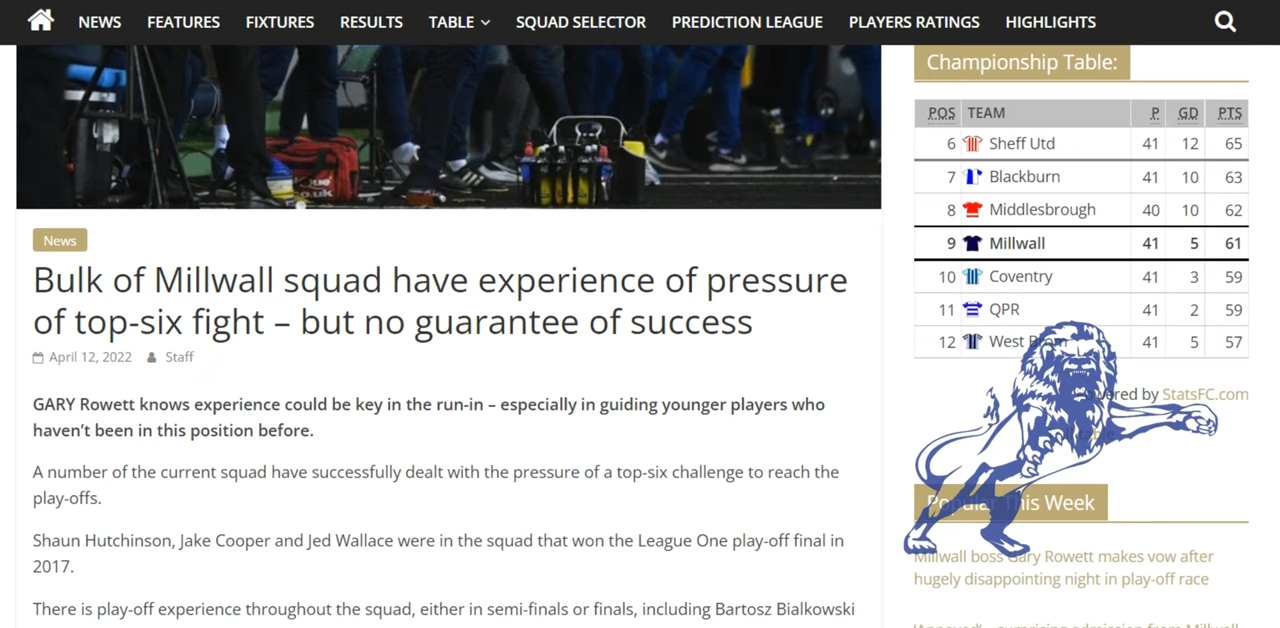 NEWS FEATURES FIXTURES RESULTS TABLE SQUAD SELECTOR PREDICTION LEAGUE PLAYERS RATINGS HIGHLIGHTS
News
Bulk of Millwall squad have experience of pressure
of top-six fight – but no guarantee of success
April 12, 2022 Staff
GARY Rowett knows experience could be key in the run-in – especially in guiding younger players who
haven’t been in this position before.
A number of the current squad have successfully dealt with the pressure of a top-six challenge to reach the
play-offs.
Shaun Hutchinson, Jake Cooper and Jed Wallace were in the squad that won the League One play-off final in
2017.
There is play-off experience throughout the squad, either in semi-finals or finals, including Bartosz Bialkowski
Championship Table:
POS TEAM P GD PTS
6 Sheff Utd 41 12 65
7 Blackburn 41 10 63
8 Middlesbrough 40 10 62
9 Millwall 41 5 61
10 Coventry 41 3 59
11 QPR 41 2 59
12 West Brom 41 5 57
Powered by StatsFC.com
Popular This Week
Millwall boss Gary Rowett makes vow after
hugely disappointing night in play-off race